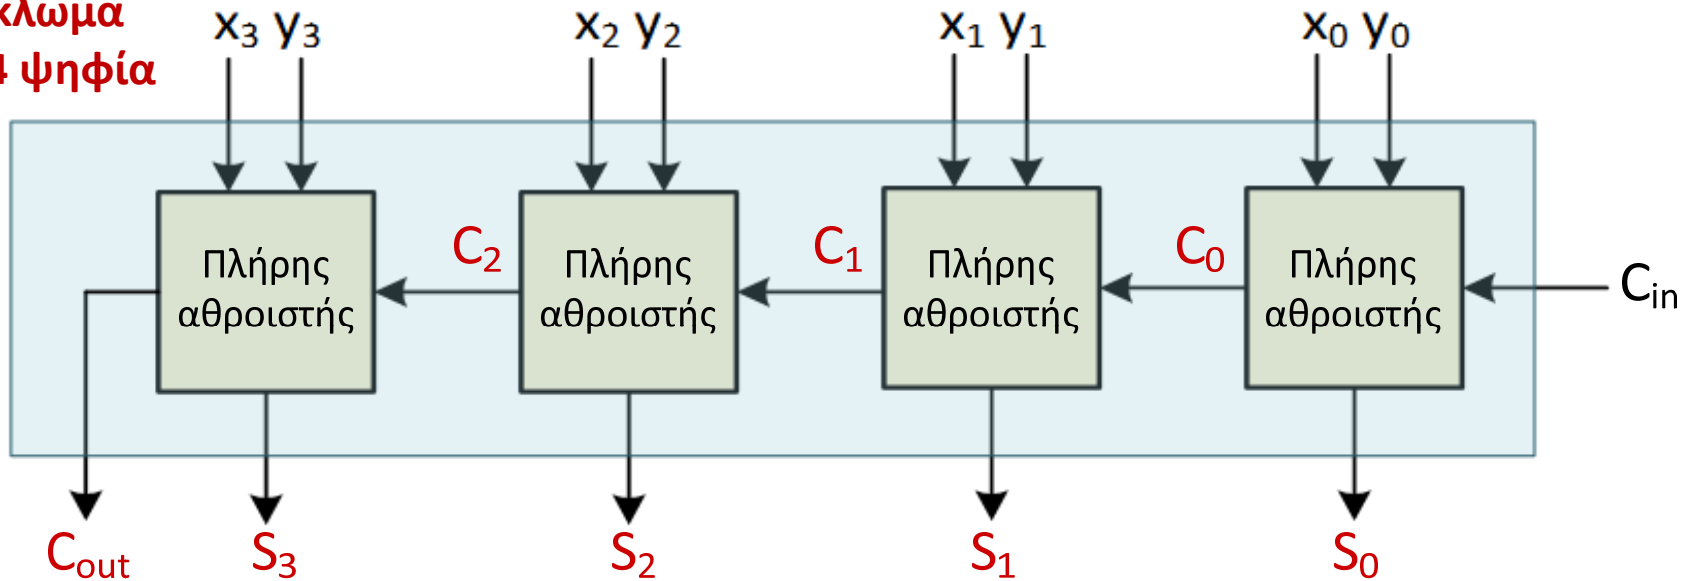 4 ψηφία
x3 y3 x2 y2 x1 y1 x0 y0
Πλήρης αθροιστής C2 Πλήρης αθροιστής C1 Πλήρης αθροιστής C0 Πλήρης αθροιστής Cin
Cout S3 S2 S1 S0